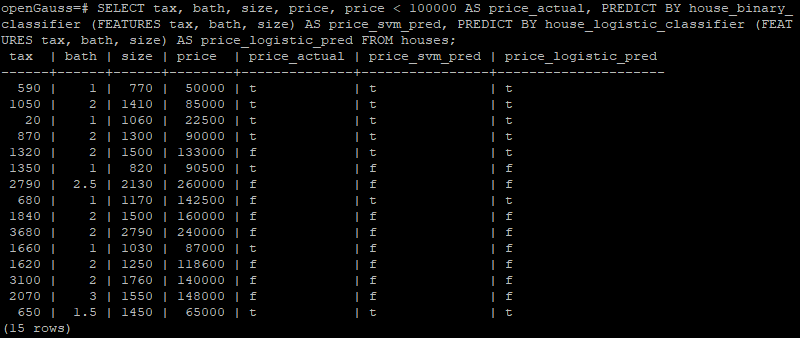 openGauss=# SELECT tax, bath, size, price, price < 100000 AS price_actual, PREDICT BY house_binary_
classifier (FEATURES tax, bath, size) AS price_svm_pred, PREDICT BY house_logistic_classifier (FEAT
URES tax, bath, size) AS price_logistic_pred FROM houses;
 tax  | bath | size | price  | price_actual | price_svm_pred | price_logistic_pred
------+------+------+--------+--------------+----------------+---------------------
  590 |    1 |  770 |  50000 | t            | t              | t
 1050 |    2 | 1410 |  85000 | t            | t              | t
   20 |    1 | 1060 |  22500 | t            | t              | t
  870 |    2 | 1300 |  90000 | t            | t              | t
 1320 |    2 | 1500 | 133000 | f            | t              | t
 1350 |    1 |  820 |  90500 | t            | f              | f
 2790 |  2.5 | 2130 | 260000 | f            | f              | f
  680 |    1 | 1170 | 142500 | f            | t              | t
 1840 |    2 | 1500 | 160000 | f            | f              | f
 3680 |    2 | 2790 | 240000 | f            | f              | f
 1660 |    1 | 1030 |  87000 | t            | f              | f
 1620 |    2 | 1250 | 118600 | f            | f              | f
 3100 |    2 | 1760 | 140000 | f            | f              | f
 2070 |    3 | 1550 | 148000 | f            | f              | f
  650 |  1.5 | 1450 |  65000 | t            | t              | t
(15 rows)